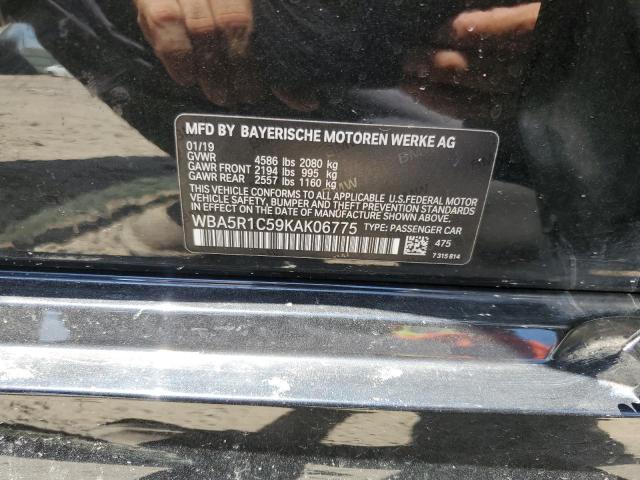 MFD BY BAYERISCHE MOTOREN WERKE AG
01/19
GVWR 4586 lbs 2080 kg
GAWR FRONT 2194 lbs 995 kg
GAWR REAR 2557 lbs 1160 kg
THIS VEHICLE CONFORMS TO ALL APPLICABLE U.S.FEDERAL MOTOR
VEHICLE SAFETY, BUMPER AND THEFT PREVENTION STANDARDS
IN EFFECT ON THE DATE OF MANUFACTURE SHOWN ABOVE.
WBA5R1C59KAK06775 TYPE: PASSENGER CAR
475
7 315 814